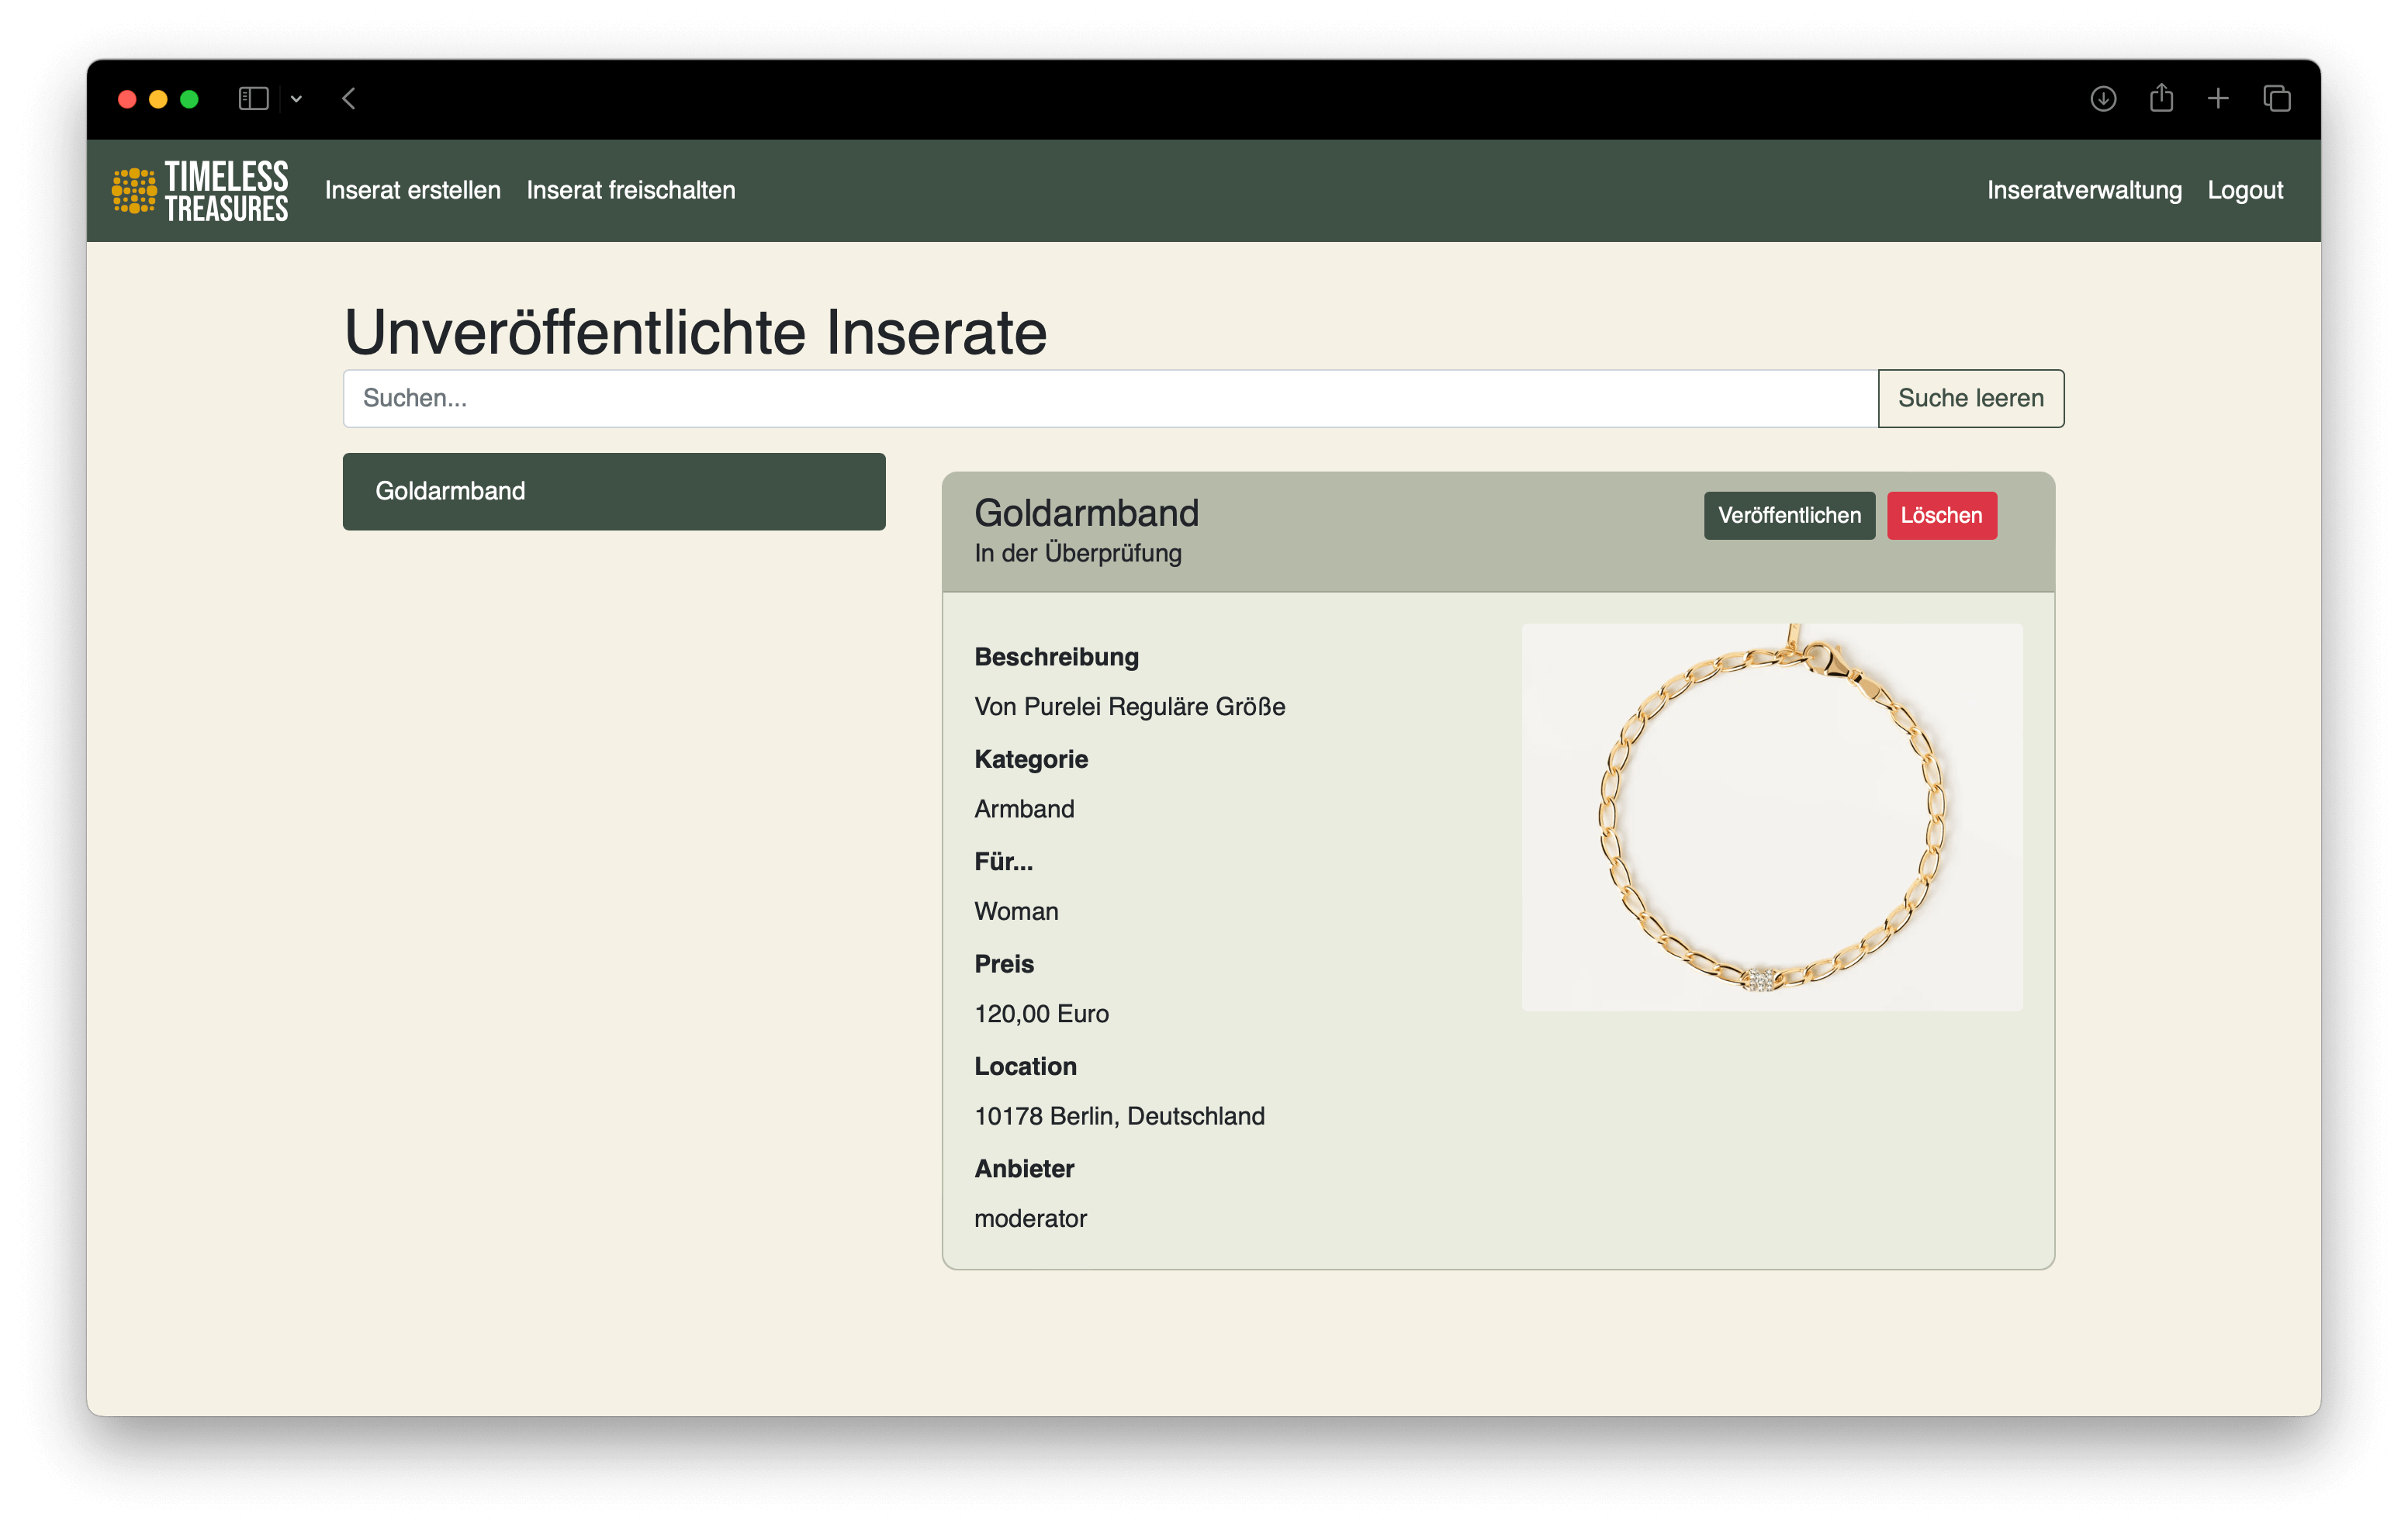 TIMELESS
TREASURES
Inserat erstellen
Inserat freischalten
Inseratverwaltung
Logout
Unveröffentlichte Inserate
Suchen...
Suche leeren
Goldarmband
Goldarmband
Veröffentlichen
Löschen
In der Überprüfung
Beschreibung
Von Purelei Reguläre Größe
Kategorie
Armband
Für...
Woman
Preis
120,00 Euro
Location
10178 Berlin, Deutschland
Anbieter
moderator